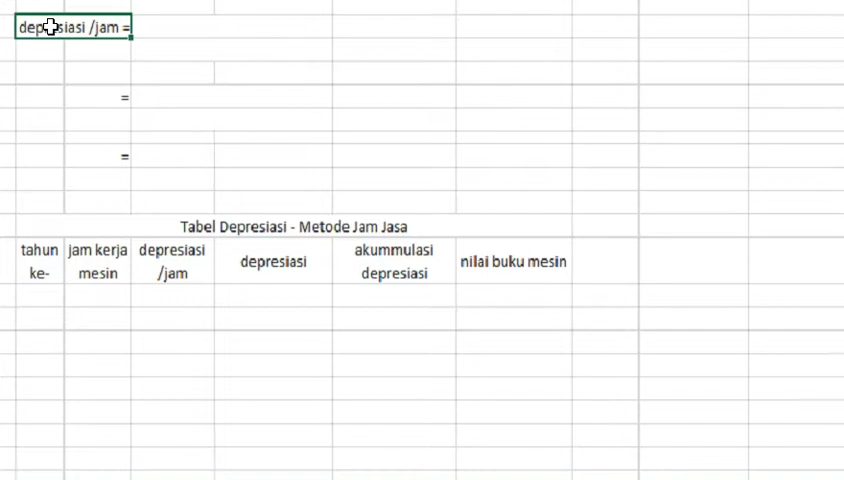 depresiasi /jam =
=
=
Tabel Depresiasi - Metode Jam Jasa
tahun ke-
jam kerja mesin
depresiasi /jam
depresiasi
akummulasi depresiasi
nilai buku mesin